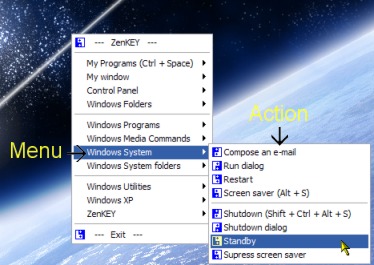 --- ZenKEY ---
My Programs (Ctrl + Space)
My window
Control Panel
Windows Folders
Windows Programs
Windows Media Commands
Windows System
Windows System folders
Windows Utilities
Windows XP
ZenKEY
--- Exit ---
Menu
Action
Compose an e-mail
Run dialog
Restart
Screen saver (Alt + S)
Shutdown (Shift + Ctrl + Alt + S)
Shutdown dialog
Standby
Supress screen saver